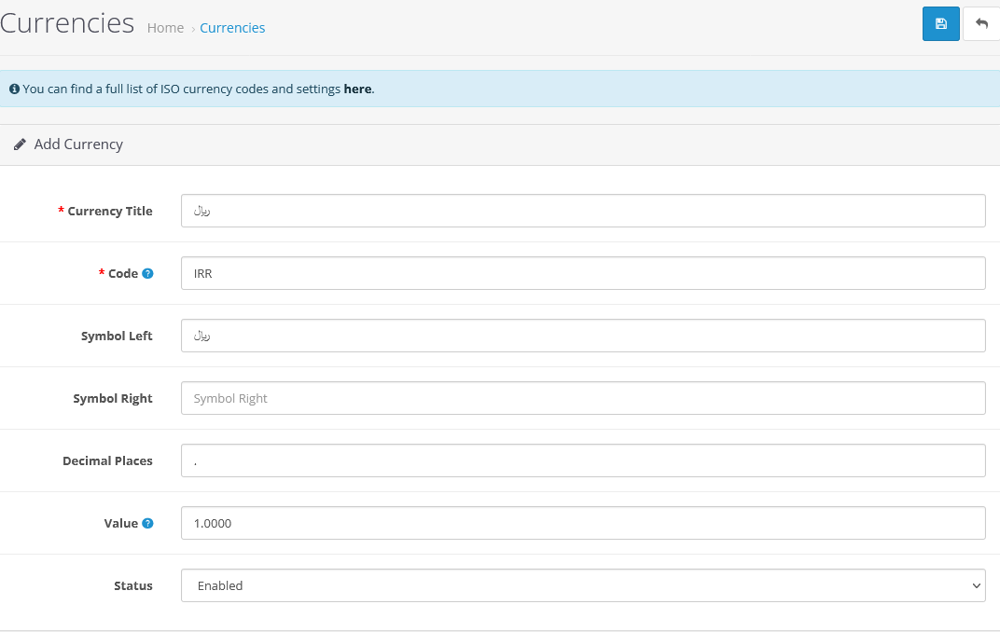 Currencies Home › Currencies
You can find a full list of ISO currency codes and settings here.
Add Currency
* Currency Title ﷼
* Code ? IRR
Symbol Left ﷼
Symbol Right Symbol Right
Decimal Places .
Value ? 1.0000
Status Enabled